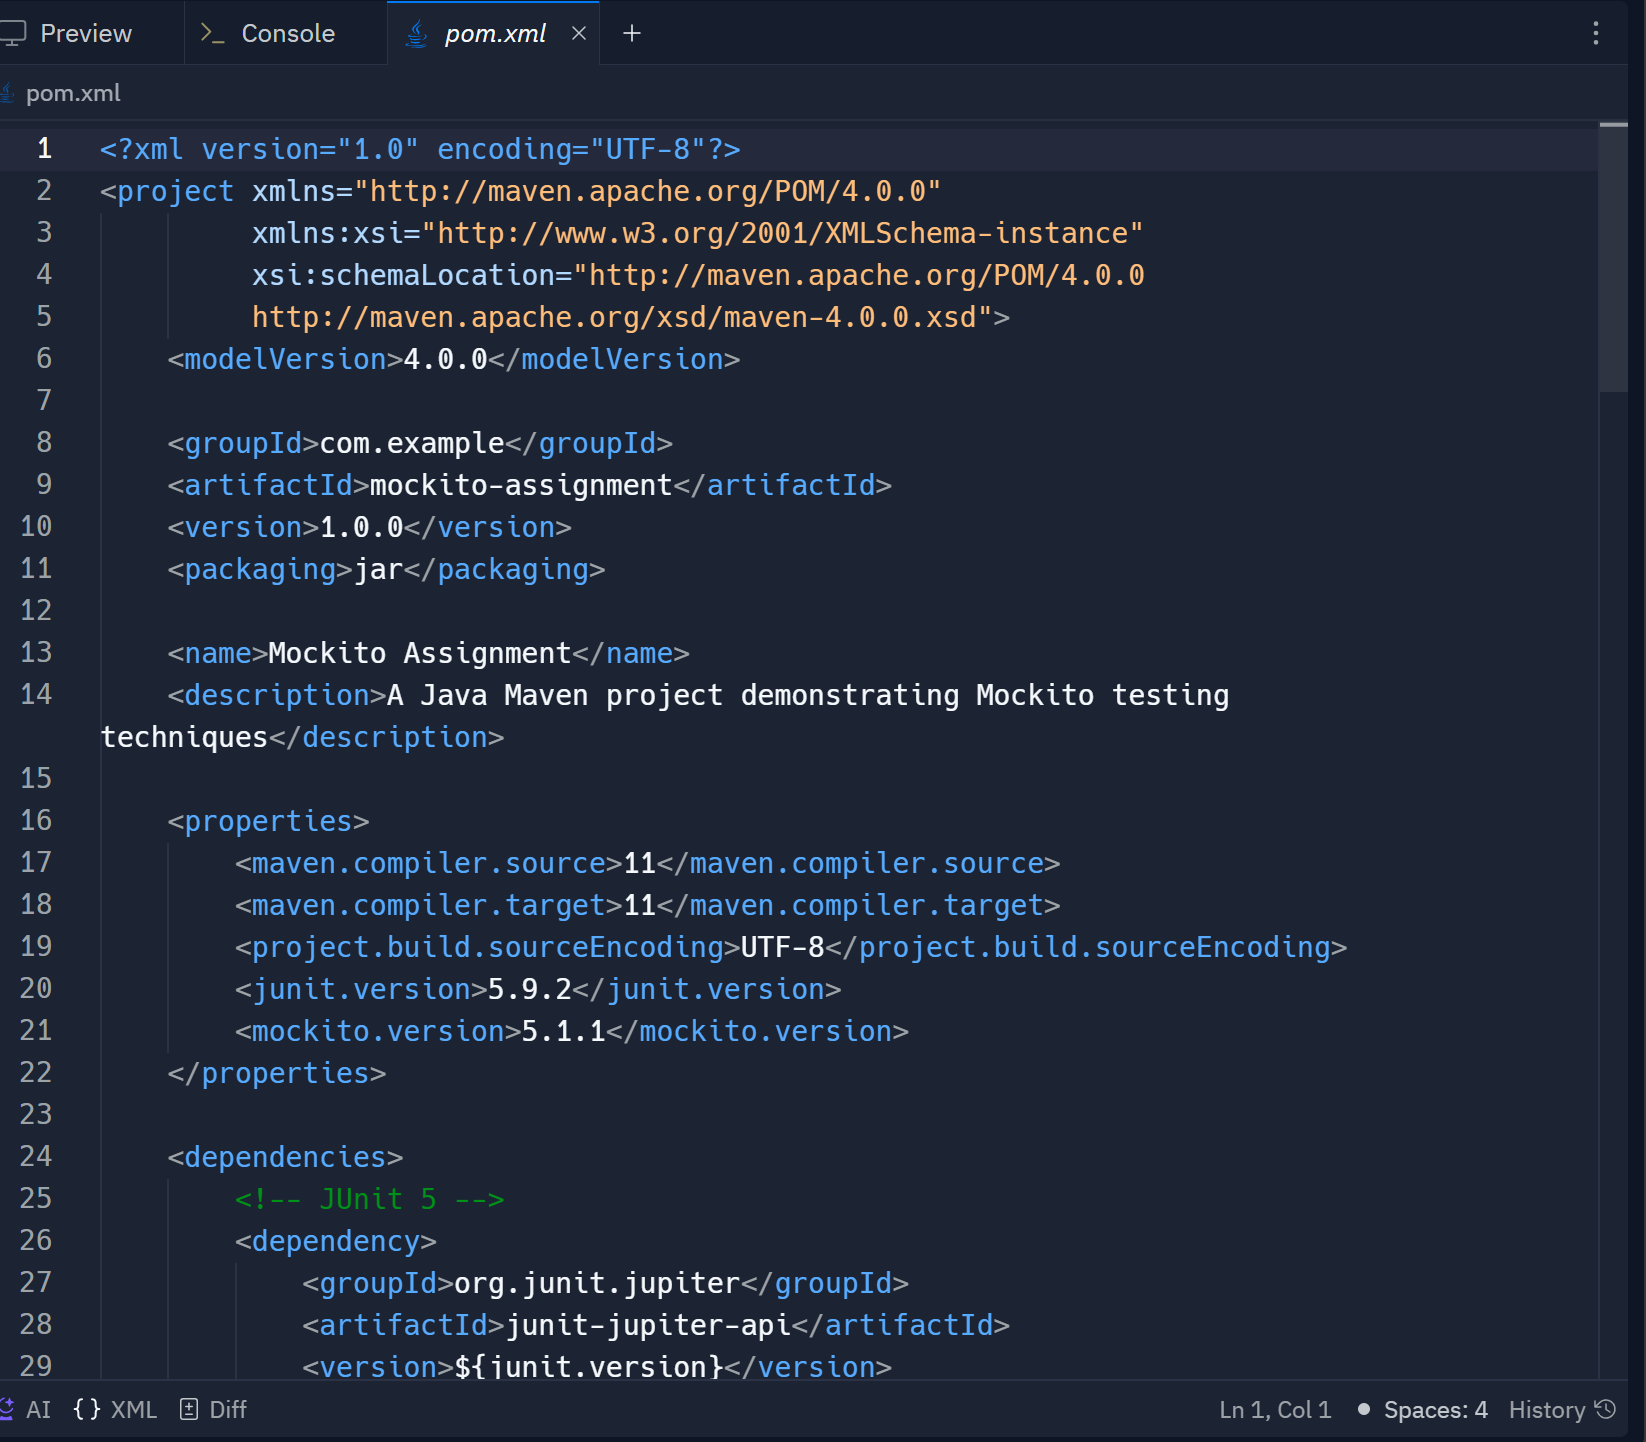 Preview Console pom.xml
pom.xml
1 <?xml version="1.0" encoding="UTF-8"?>
2 <project xmlns="http://maven.apache.org/POM/4.0.0"
3 xmlns:xsi="http://www.w3.org/2001/XMLSchema-instance"
4 xsi:schemaLocation="http://maven.apache.org/POM/4.0.0
5 http://maven.apache.org/xsd/maven-4.0.0.xsd">
6 <modelVersion>4.0.0</modelVersion>
7
8 <groupId>com.example</groupId>
9 <artifactId>mockito-assignment</artifactId>
10 <version>1.0.0</version>
11 <packaging>jar</packaging>
12
13 <name>Mockito Assignment</name>
14 <description>A Java Maven project demonstrating Mockito testing
techniques</description>
15
16 <properties>
17 <maven.compiler.source>11</maven.compiler.source>
18 <maven.compiler.target>11</maven.compiler.target>
19 <project.build.sourceEncoding>UTF-8</project.build.sourceEncoding>
20 <junit.version>5.9.2</junit.version>
21 <mockito.version>5.1.1</mockito.version>
22 </properties>
23
24 <dependencies>
25 <!-- JUnit 5 -->
26 <dependency>
27 <groupId>org.junit.jupiter</groupId>
28 <artifactId>junit-jupiter-api</artifactId>
29 <version>${junit.version}</version>
AI {} XML Diff Ln 1, Col 1 Spaces: 4 History